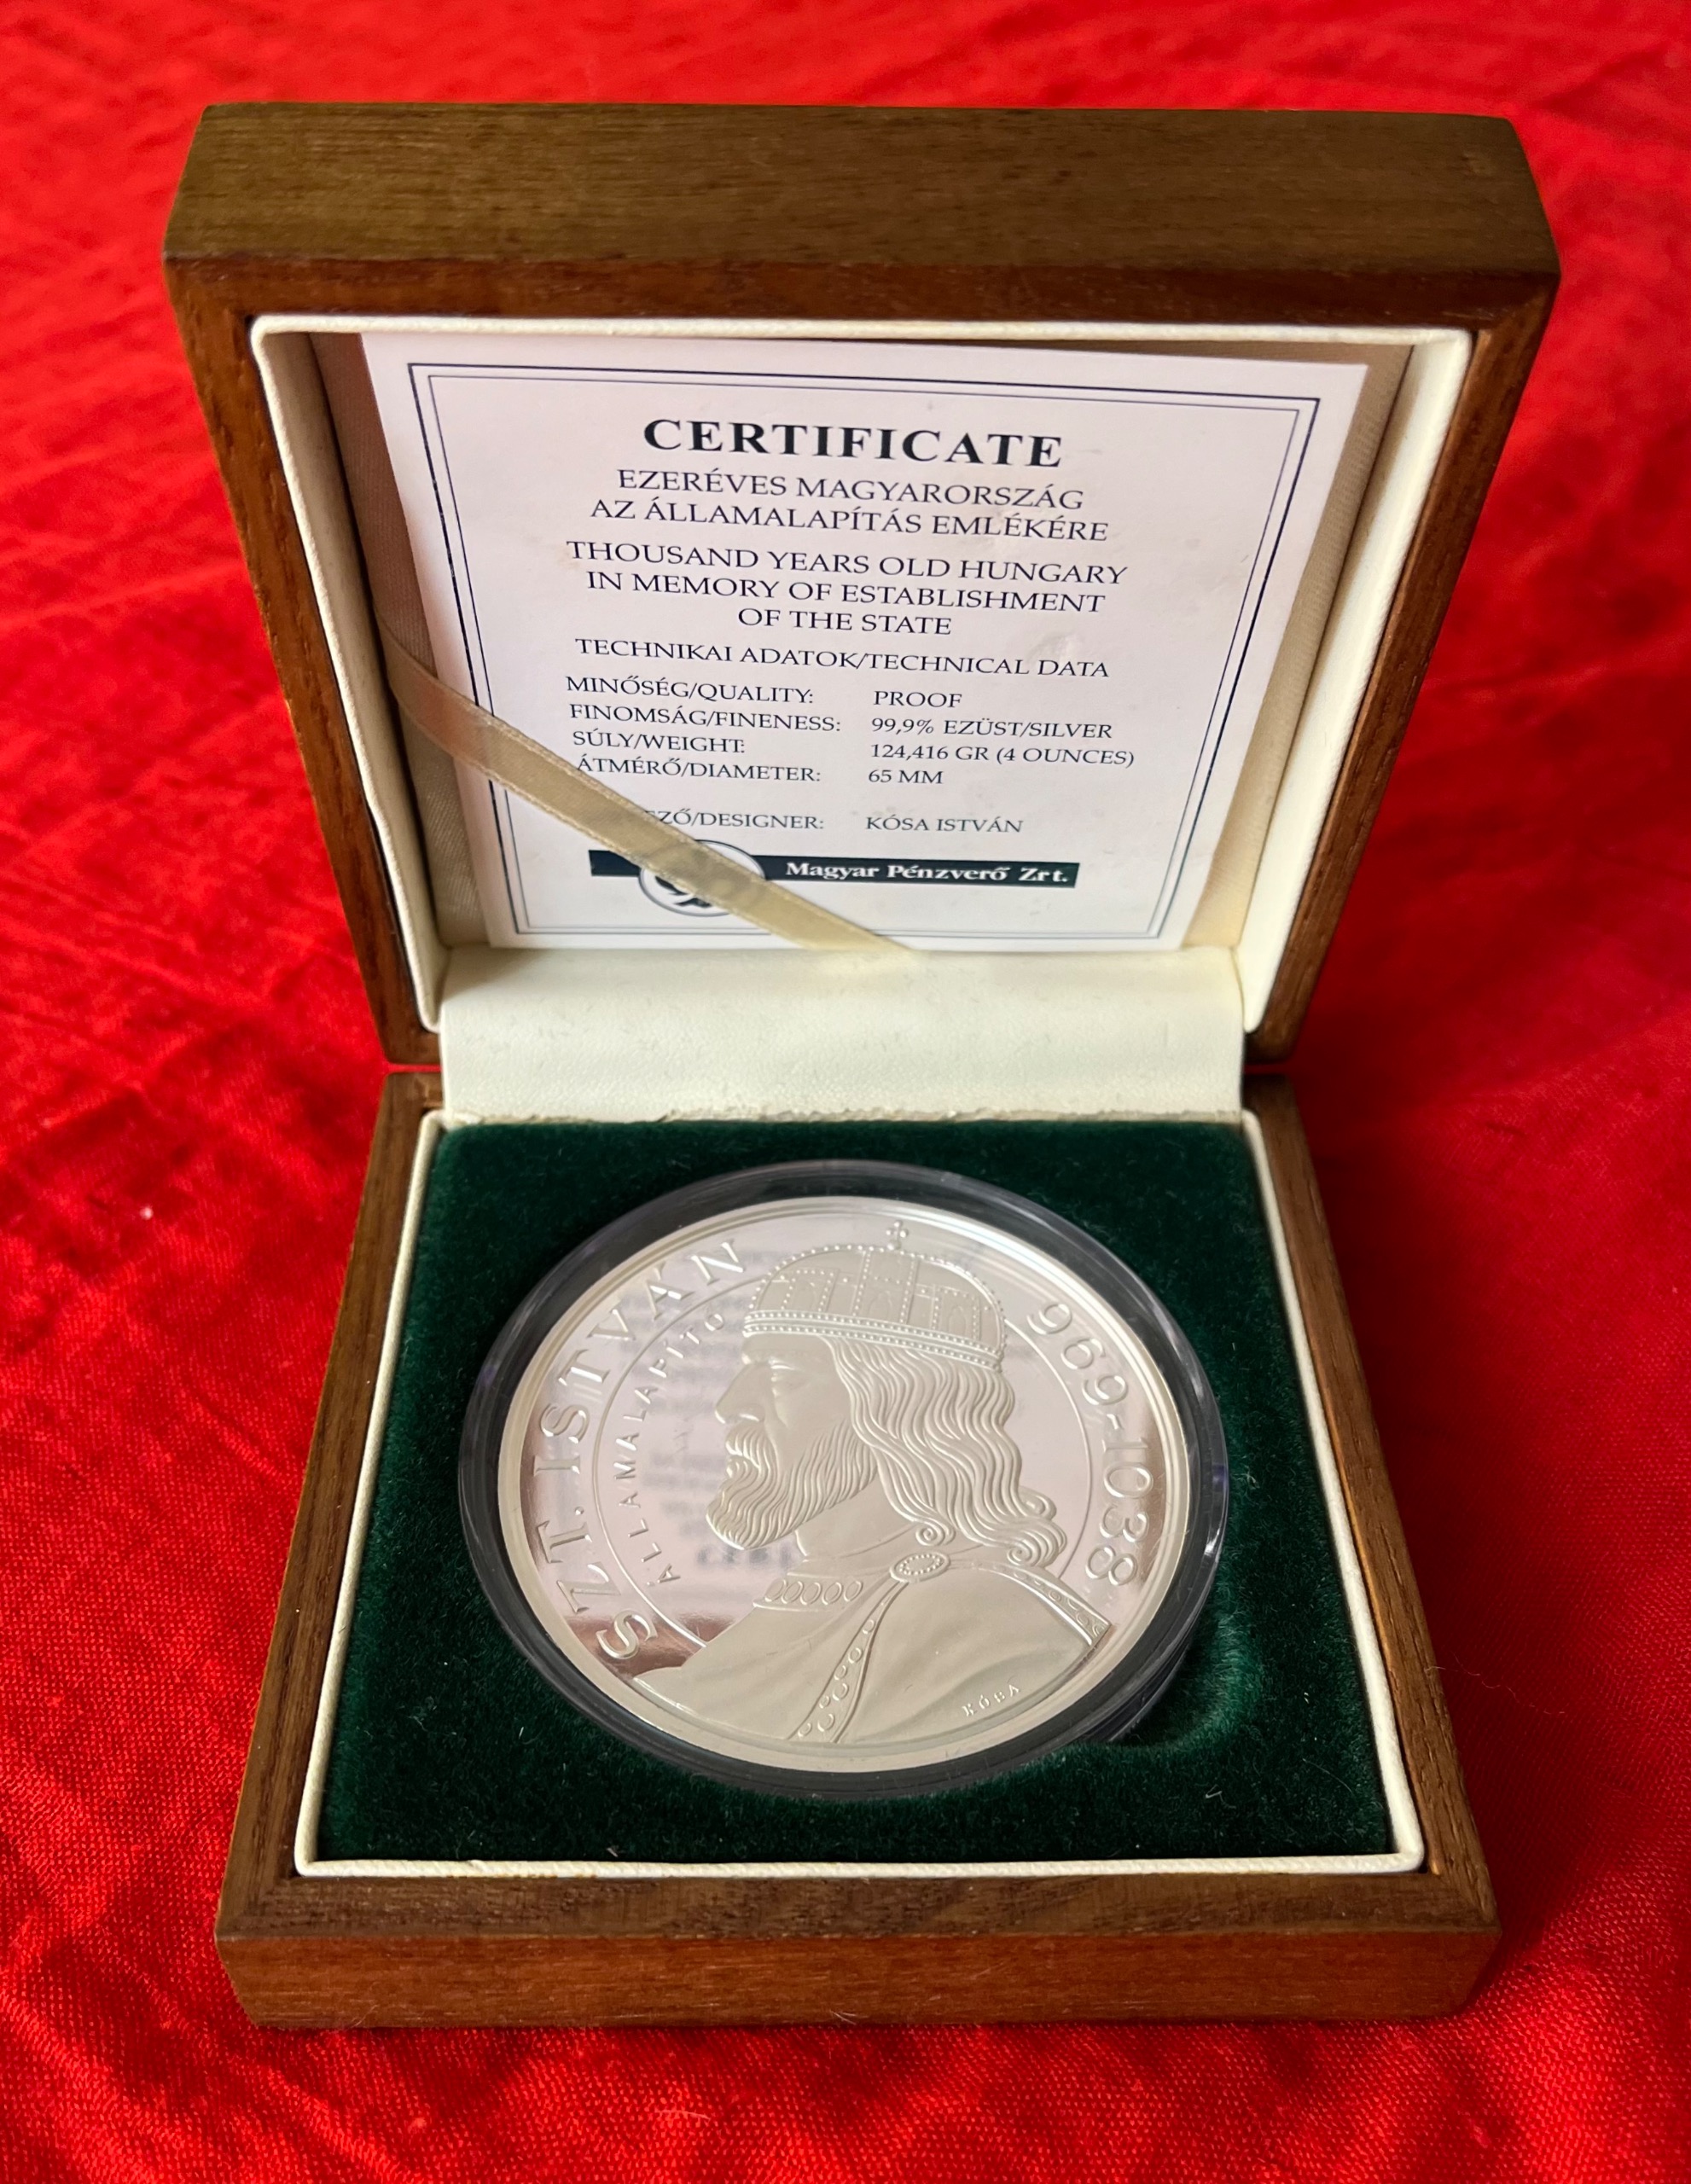 CERTIFICATE
EZERÉVES MAGYARORSZÁG
AZ ÁLLAMALAPÍTÁS EMLÉKÉRE
THOUSAND YEARS OLD HUNGARY
IN MEMORY OF ESTABLISHMENT
OF THE STATE
TECHNIKAI ADATOK/TECHNICAL DATA
MINŐSÉG/QUALITY: PROOF
FINOMSÁG/FINENESS: 99,9% EZÜST/SILVER
SÚLY/WEIGHT: 124,416 GR (4 OUNCES)
ÁTMÉRŐ/DIAMETER: 65 MM
/DESIGNER: KÓSA ISTVÁN
Magyar Pénzverő Zrt.
SZT. ISTVÁN
969-1038
ÁLLAMALAPÍTÓ
KÓSA